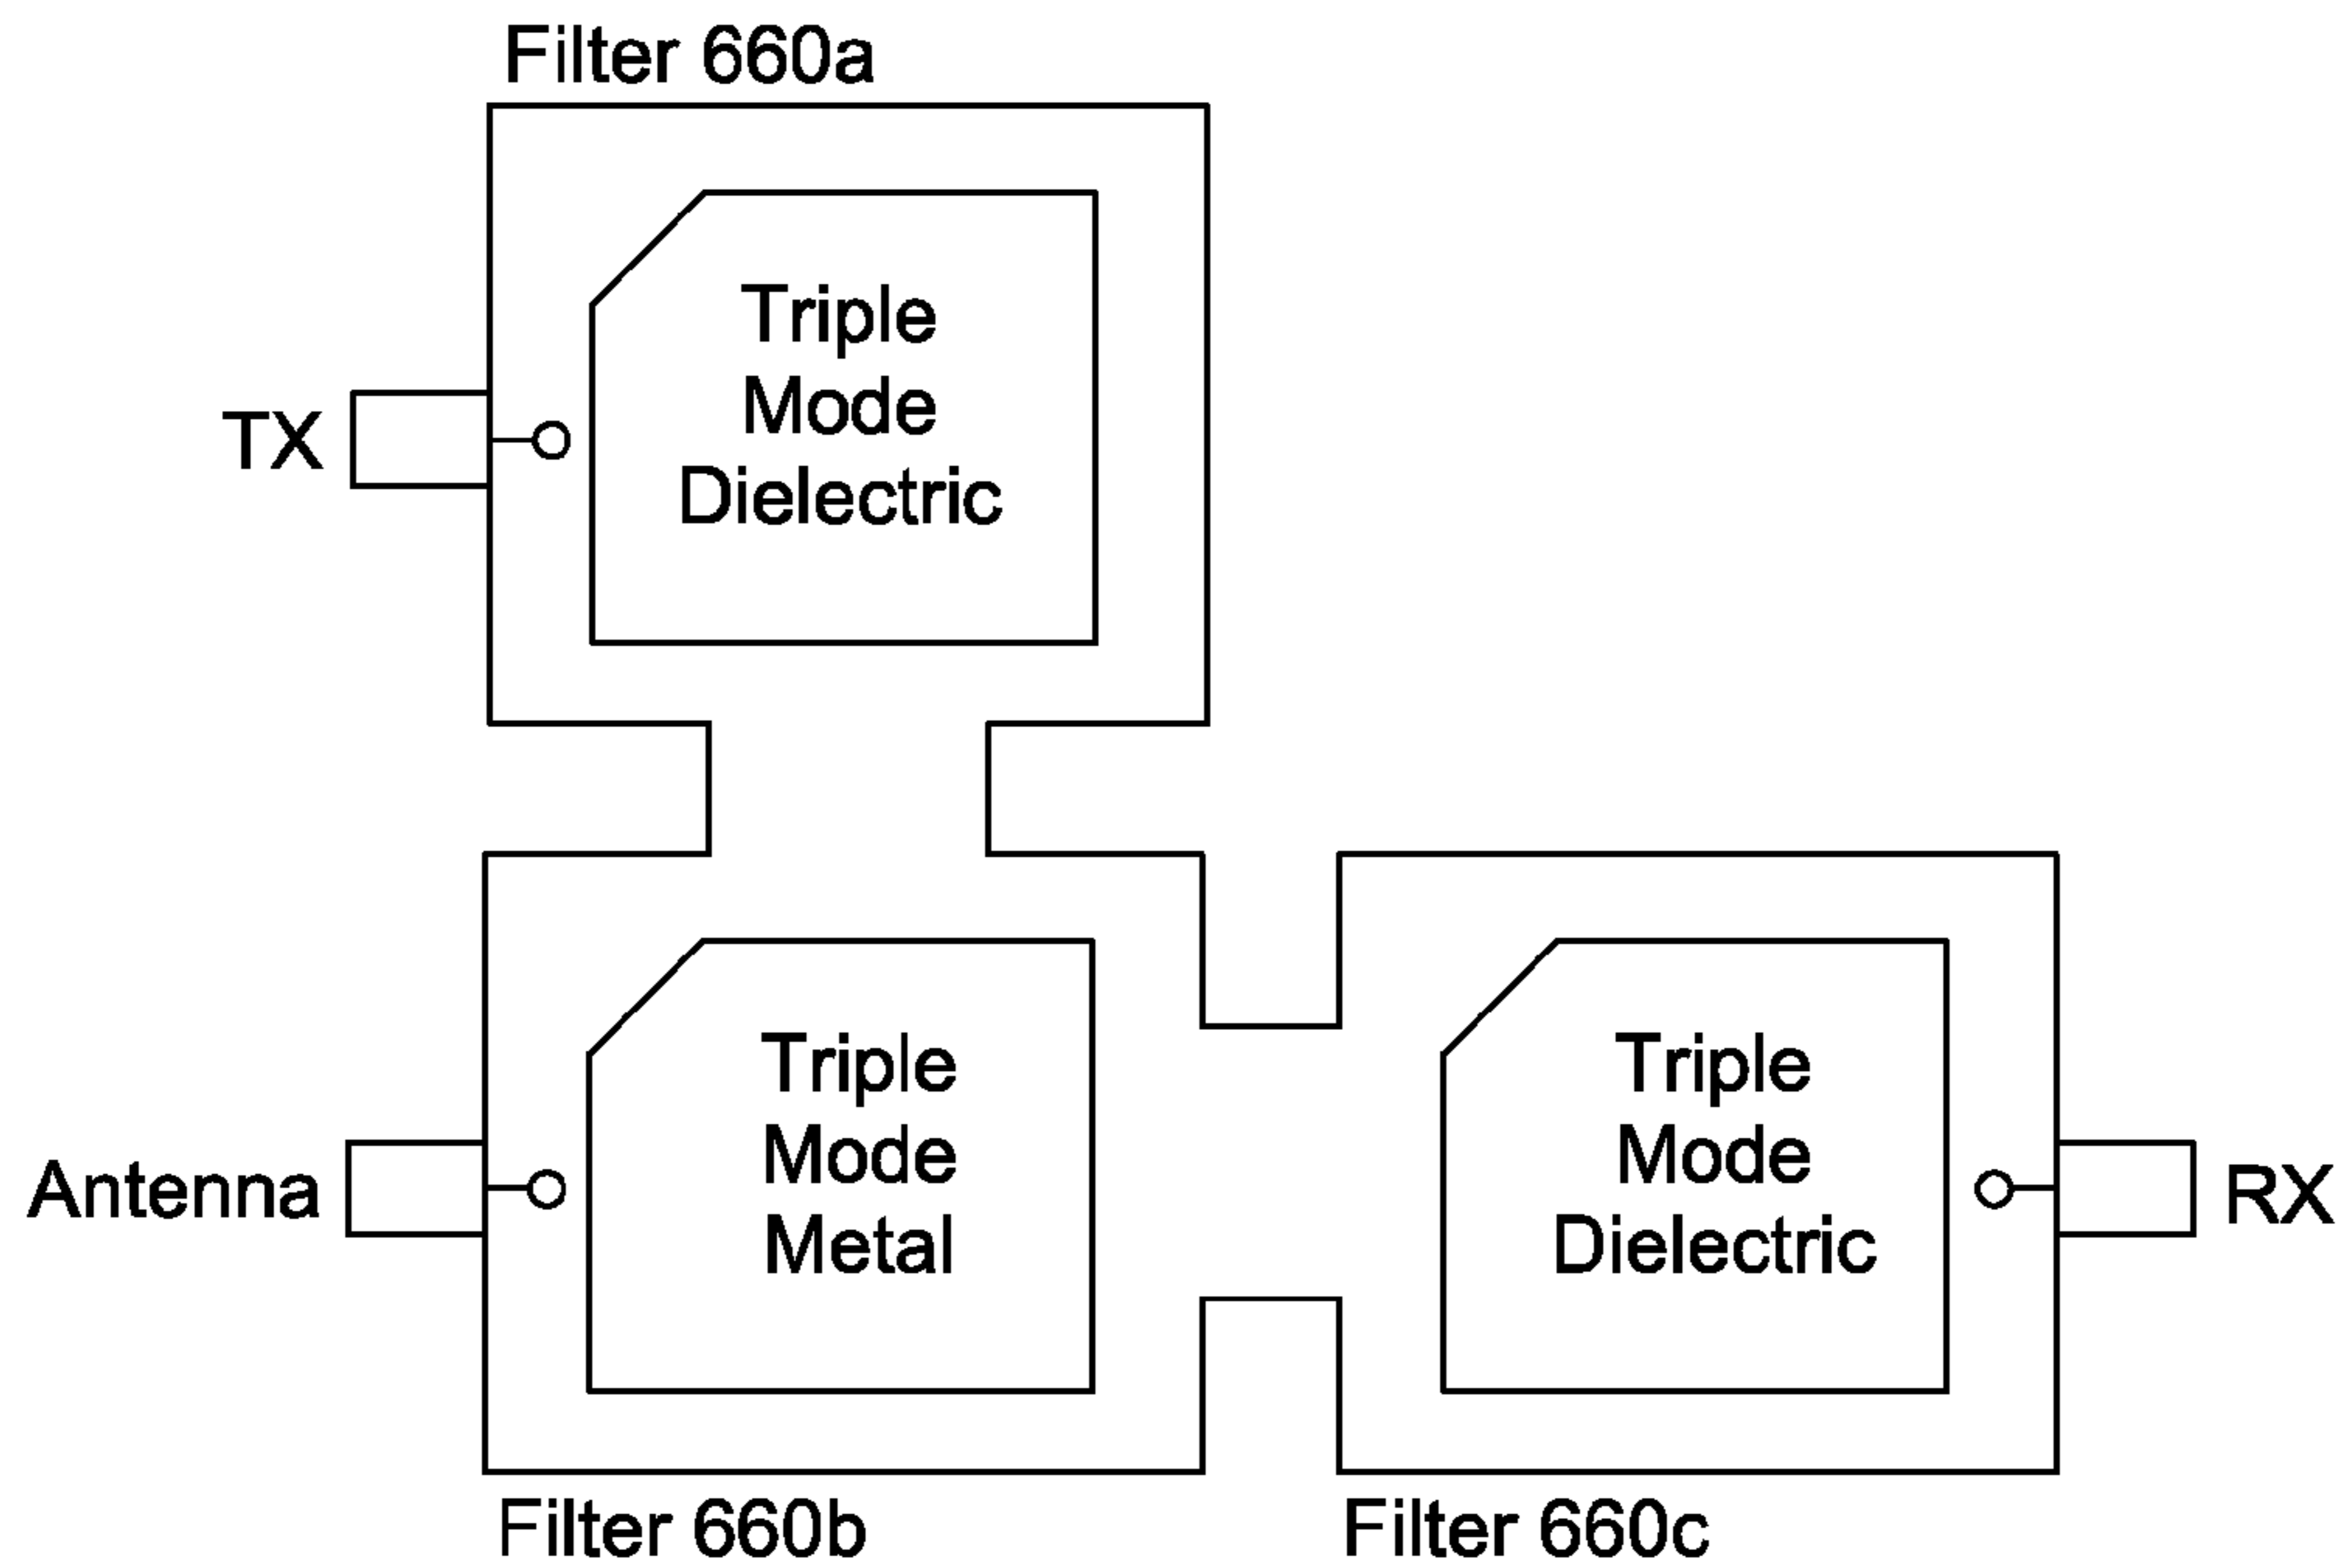 Filter 660a
Triple
Mode
Dielectric
TX
Triple
Mode
Metal
Antenna
Filter 660b
Triple
Mode
Dielectric
RX
Filter 660c